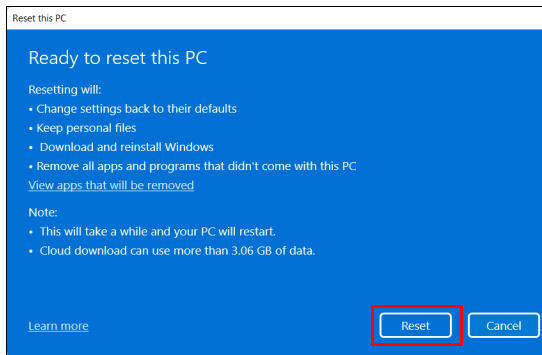 Reset this PC
Ready to reset this PC
Resetting will:
• Change settings back to their defaults
• Keep personal files
• Download and reinstall Windows
• Remove all apps and programs that didn't come with this PC
View apps that will be removed
Note:
• This will take a while and your PC will restart.
• Cloud download can use more than 3.06 GB of data.
Learn more Reset Cancel